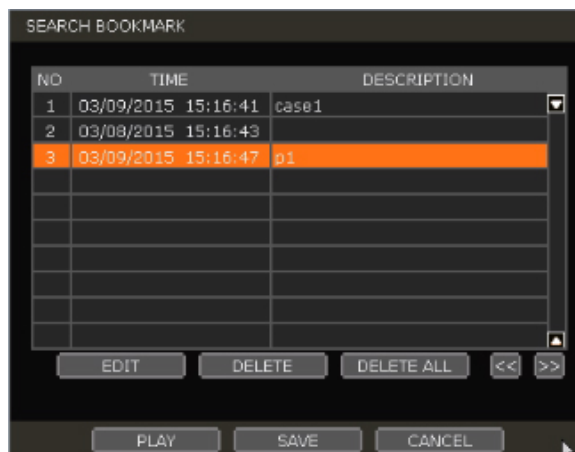 SEARCH BOOKMARK
NO TIME DESCRIPTION
1 03/09/2015 15:16:41 case1
2 03/08/2015 15:16:43
3 03/09/2015 15:16:47 p1
EDIT DELETE DELETE ALL << >>
PLAY SAVE CANCEL